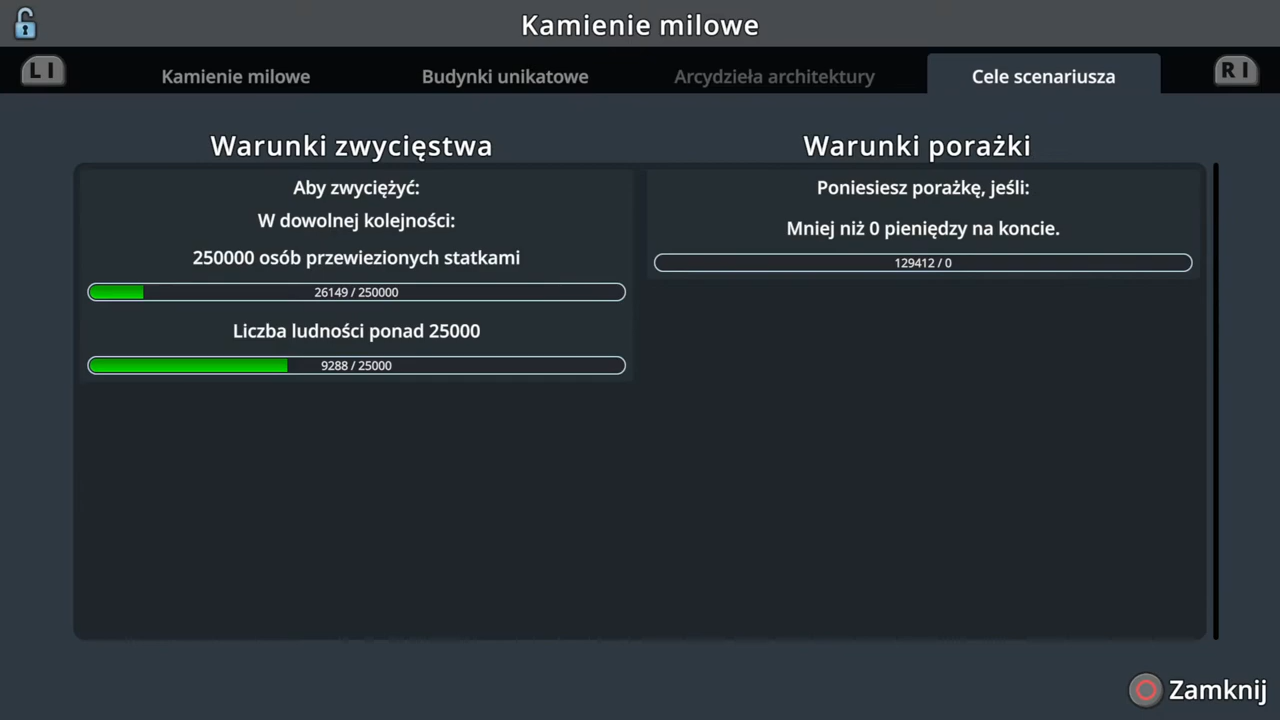 Kamienie milowe
L1
Kamienie milowe
Budynki unikatowe
Arcydzieła architektury
Cele scenariusza
R1
Warunki zwycięstwa
Aby zwyciężyć:
W dowolnej kolejności:
250000 osób przewiezionych statkami
26149 / 250000
Liczba ludności ponad 25000
9288 / 25000
Warunki porażki
Poniesiesz porażkę, jeśli:
Mniej niż 0 pieniędzy na koncie.
129412 / 0
Zamknij